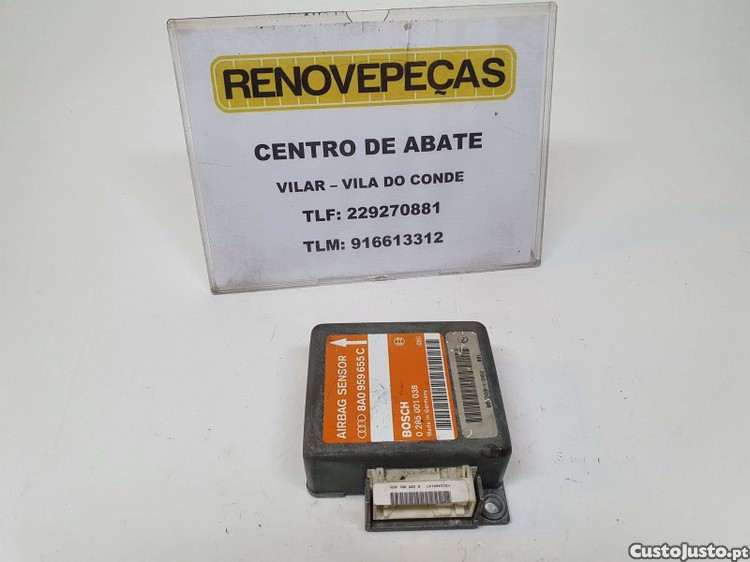 RENOVEPEÇAS
CENTRO DE ABATE
VILAR – VILA DO CONDE
TLF: 229270881
TLM: 916613312
AIRBAG SENSOR
8A0 959 655 C
BOSCH
0 285 001 038
Made in Germany
CustoJusto.pt